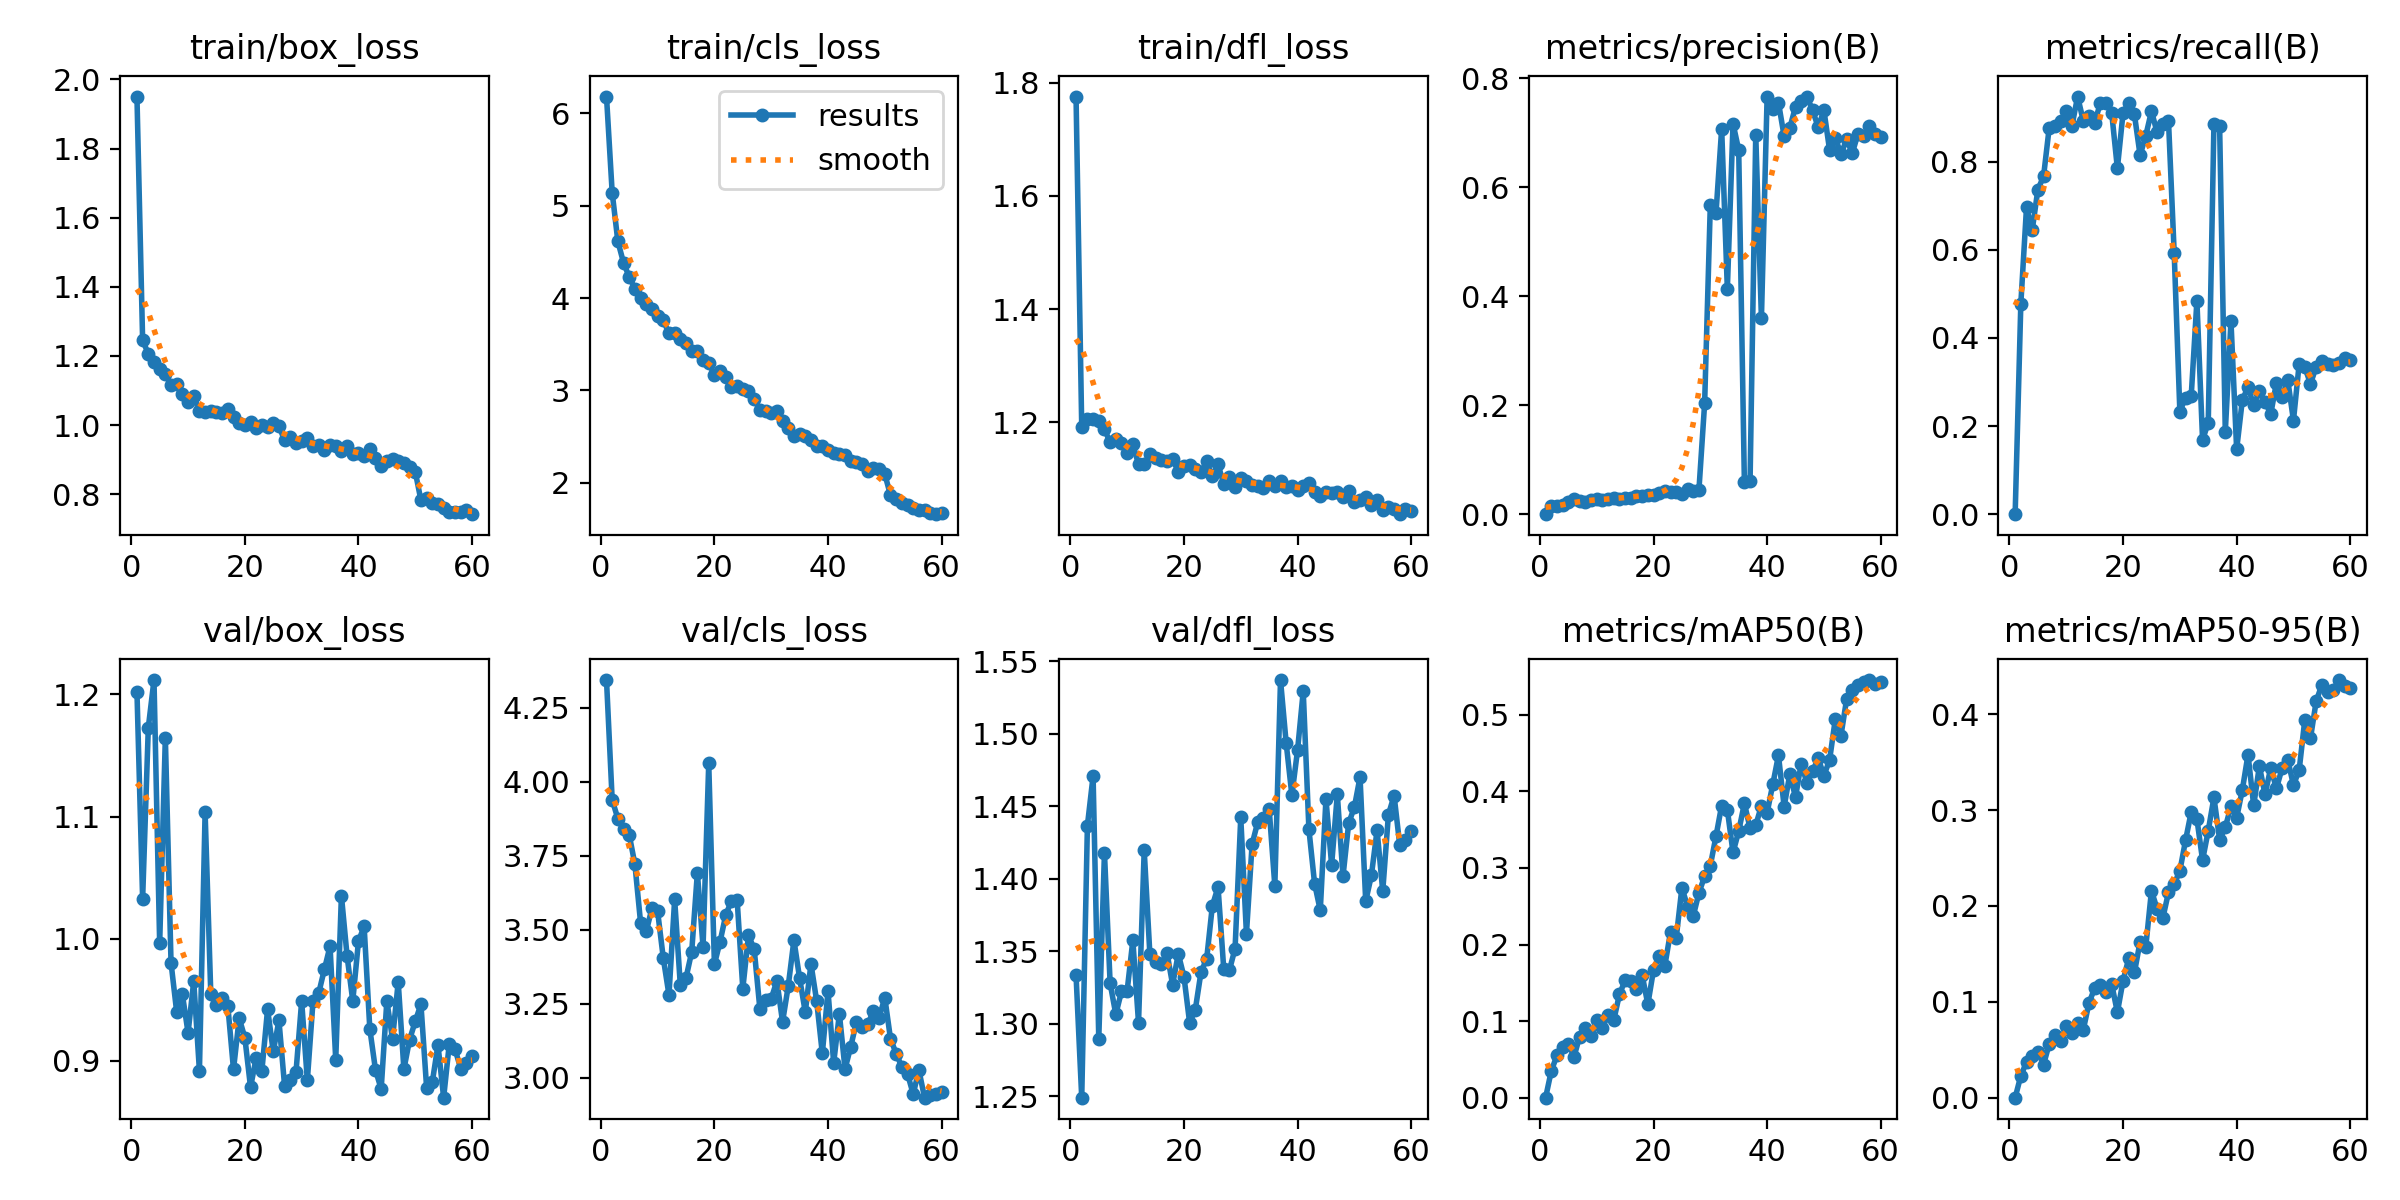 train/box_loss
train/cls_loss
train/dfl_loss
metrics/precision(B)
metrics/recall(B)
2.0
1.8
1.6
1.4
1.2
1.0
0.8
0 20 40 60
results
smooth
6
5
4
3
2
0 20 40 60
1.8
1.6
1.4
1.2
0 20 40 60
0.8
0.6
0.4
0.2
0.0
0 20 40 60
0.8
0.6
0.4
0.2
0.0
0 20 40 60
val/box_loss
val/cls_loss
val/dfl_loss
metrics/mAP50(B)
metrics/mAP50-95(B)
1.2
1.1
1.0
0.9
0 20 40 60
4.25
4.00
3.75
3.50
3.25
3.00
0 20 40 60
1.55
1.50
1.45
1.40
1.35
1.30
1.25
0 20 40 60
0.5
0.4
0.3
0.2
0.1
0.0
0 20 40 60
0.4
0.3
0.2
0.1
0.0
0 20 40 60